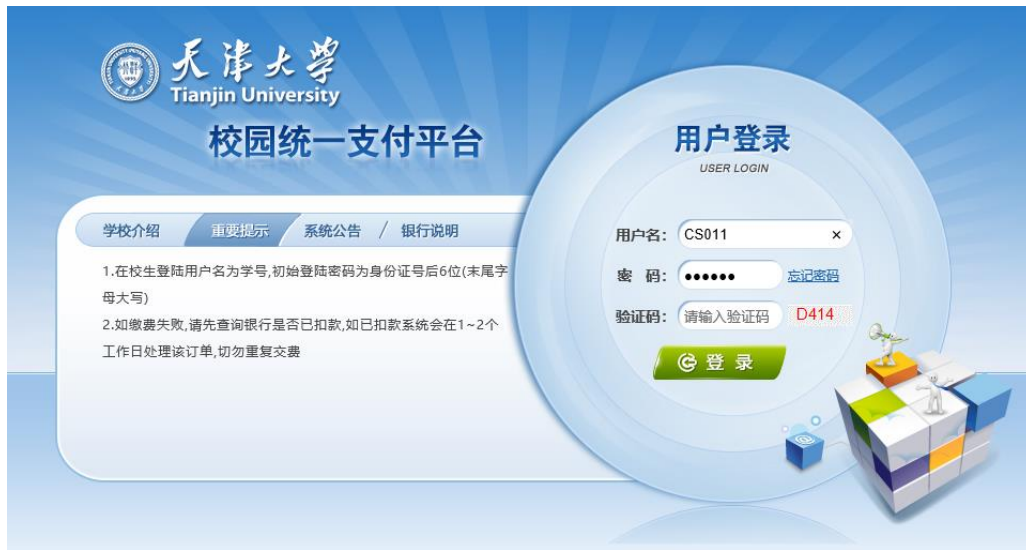 天津大学
Tianjin University
校园统一支付平台
用户登录
USER LOGIN
学校介绍 重要提示 系统公告 / 银行说明
1.在校生登陆用户名为学号,初始登陆密码为身份证号后6位(末尾字
母大写)
2.如缴费失败,请先查询银行是否已扣款,如已扣款系统会在1~2个
工作日处理该订单,切勿重复交费
用户名: CS011 ×
密 码: •••••• 忘记密码
验证码: 请输入验证码 D414
登 录
@